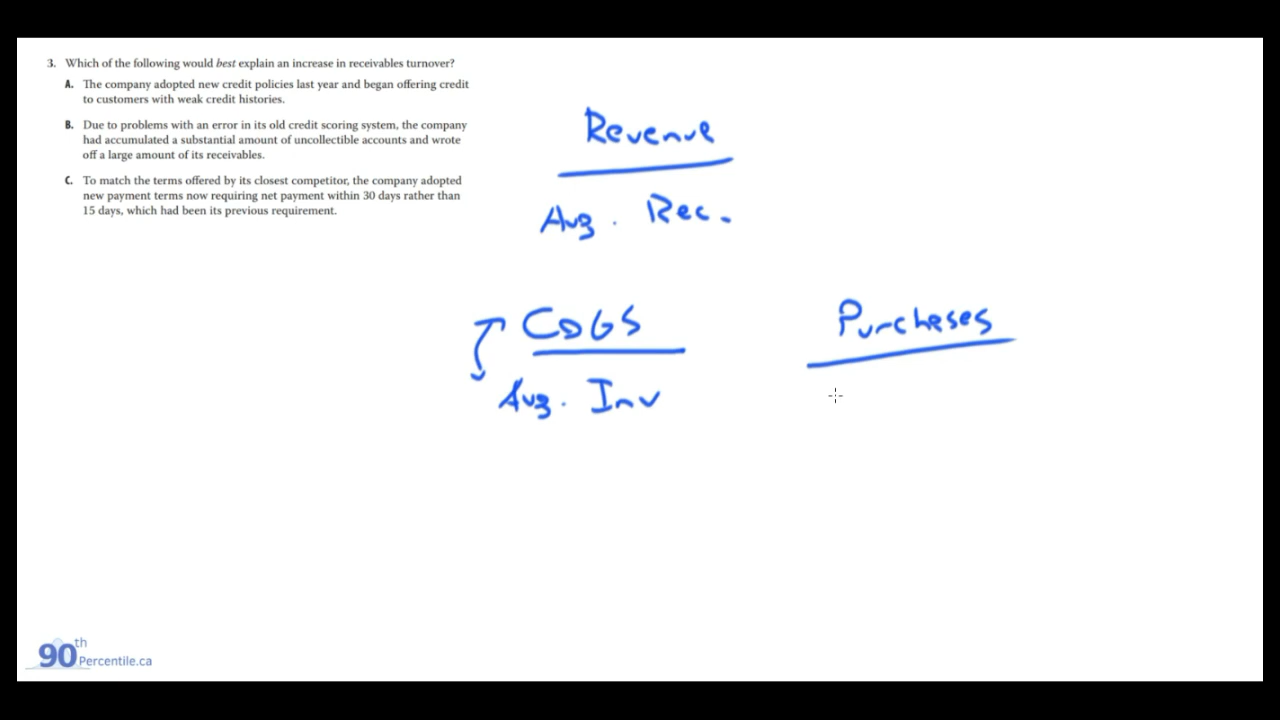 3. Which of the following would best explain an increase in receivables turnover?
A. The company adopted new credit policies last year and began offering credit
to customers with weak credit histories.
B. Due to problems with an error in its old credit scoring system, the company
had accumulated a substantial amount of uncollectible accounts and wrote
off a large amount of its receivables.
C. To match the terms offered by its closest competitor, the company adopted
new payment terms now requiring net payment within 30 days rather than
15 days, which had been its previous requirement.
Revenue
Avg. Rec.
COGS
Avg. Inv
Purcheses
90th
Percentile.ca